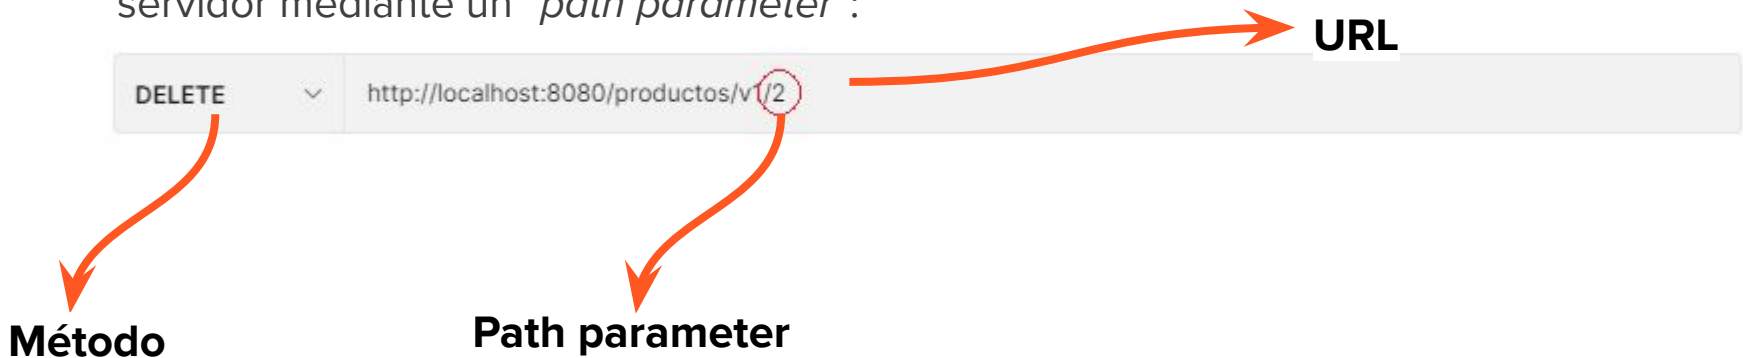 servidor mediante un "path parameter":
URL
DELETE
http://localhost:8080/productos/v1/2
Método
Path parameter